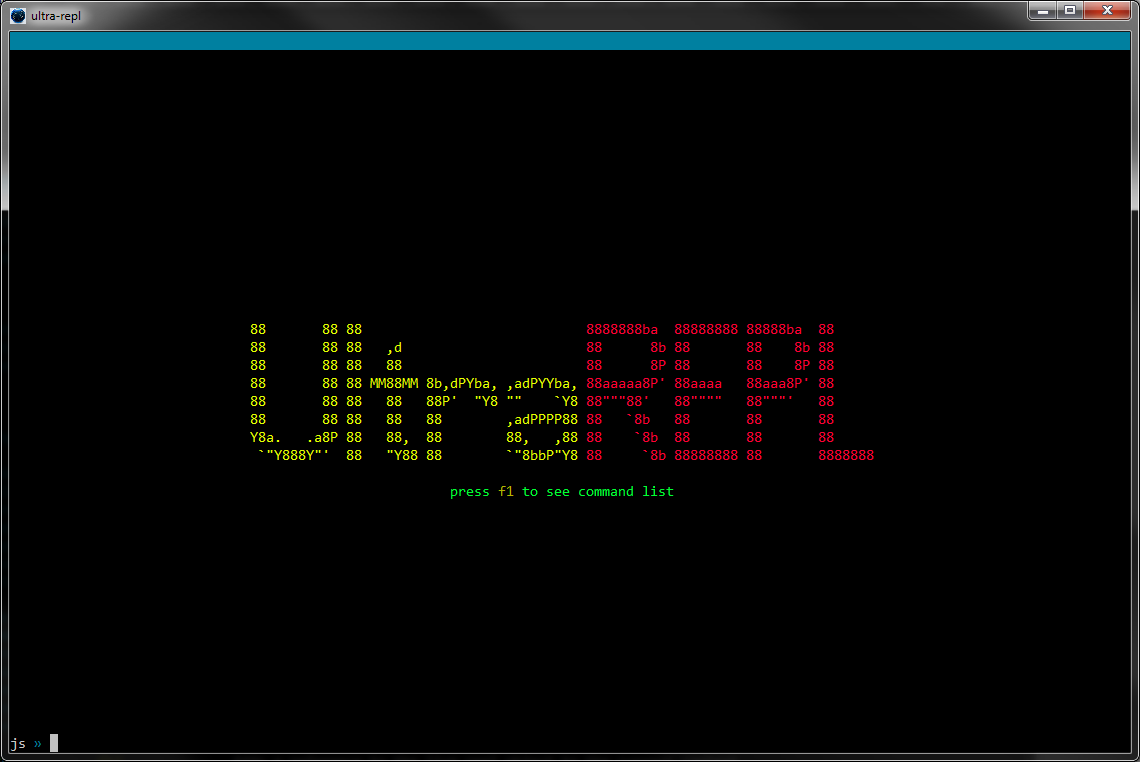 ultra-repl
88       88 88                            8888888ba  88888888 88888ba  88
88       88 88   ,d                       88      8b 88       88    8b 88
88       88 88   88                       88      8P 88       88    8P 88
88       88 88 MM88MM 8b,dPYba, ,adPYYba, 88aaaaa8P' 88aaaa   88aaa8P' 88
88       88 88   88   88P'  "Y8 ""    `Y8 88"""88'   88""""   88"""'   88
88       88 88   88   88        ,adPPPP88 88   `8b   88       88       88
Y8a.   .a8P 88   88,  88        88,   ,88 88    `8b  88       88       88
 `"Y888Y"'  88   "Y88 88        `"8bbP"Y8 88     `8b 88888888 88       8888888
press f1 to see command list
js »